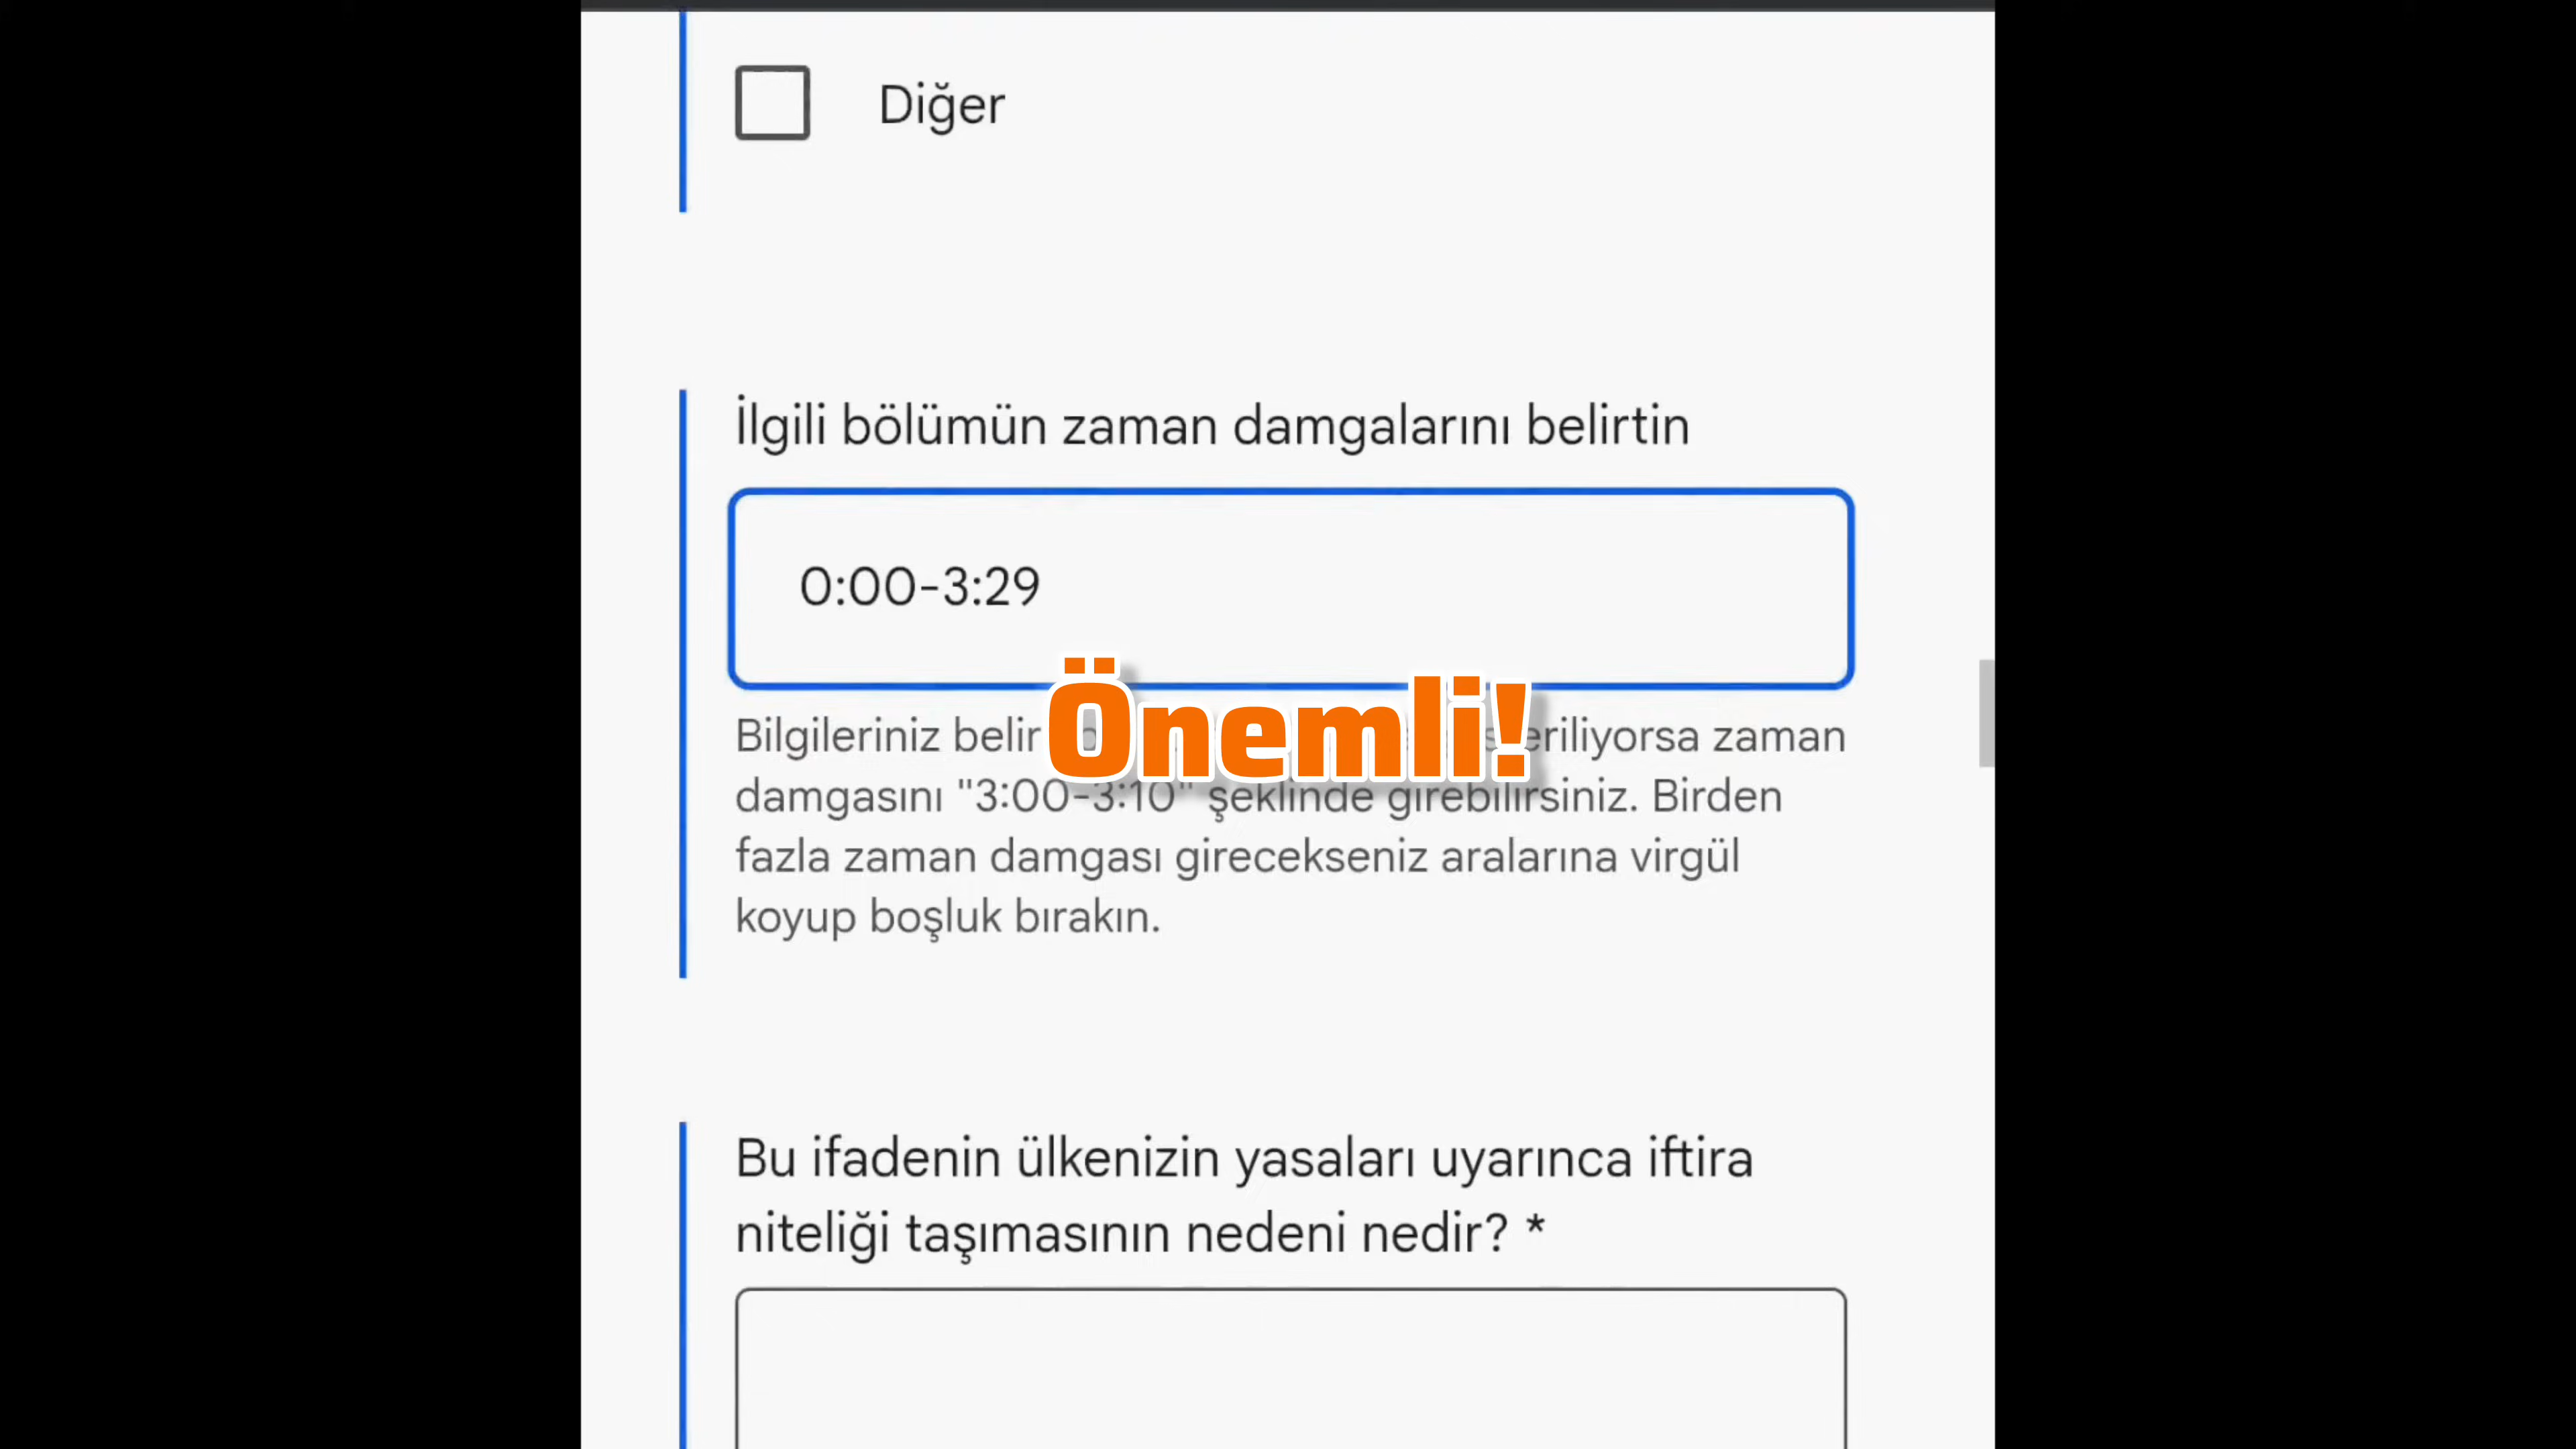 Diğer
İlgili bölümün zaman damgalarını belirtin
0:00-3:29
Önemli!
Bilgileriniz eriliyorsa zaman
damgasını "3:00-3:10" şeklinde girebilirsiniz. Birden
fazla zaman damgası girecekseniz aralarına virgül
koyup boşluk bırakın.
Bu ifadenin ülkenizin yasaları uyarınca iftira
niteliği taşımasının nedeni nedir? *